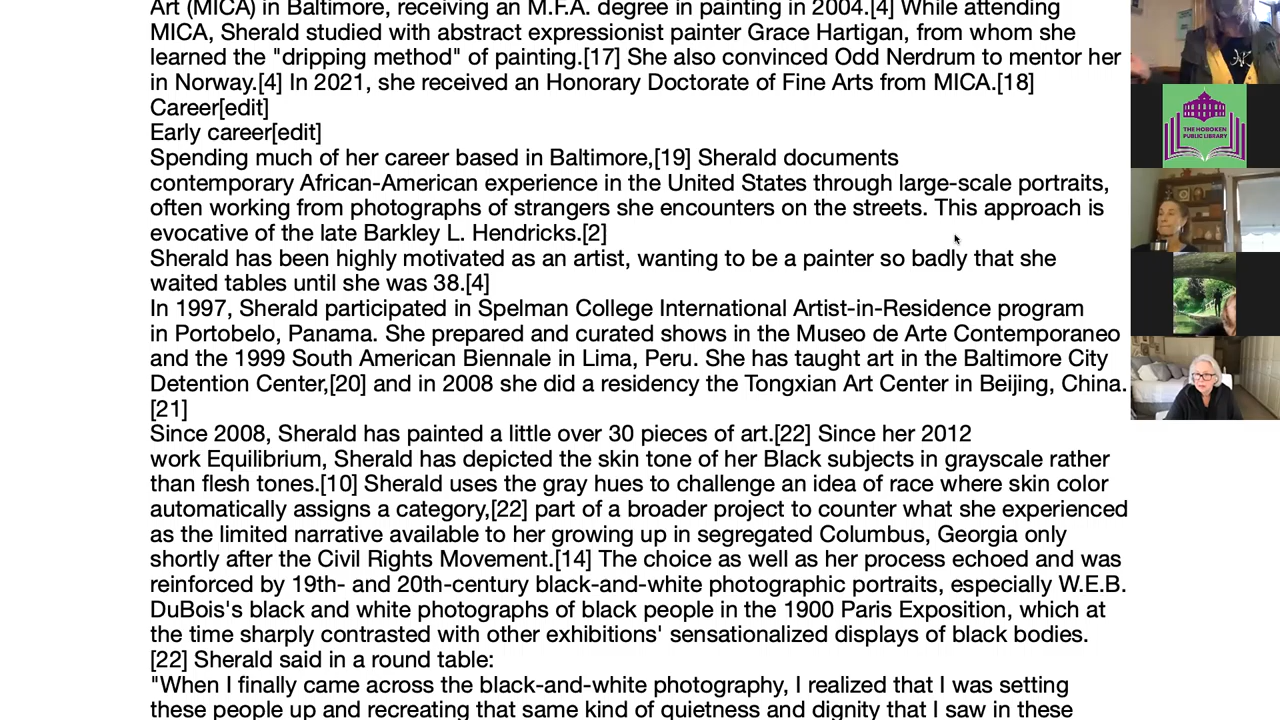 Art (MICA) in Baltimore, receiving an M.F.A. degree in painting in 2004.[4] While attending
MICA, Sherald studied with abstract expressionist painter Grace Hartigan, from whom she
learned the "dripping method" of painting.[17] She also convinced Odd Nerdrum to mentor her
in Norway.[4] In 2021, she received an Honorary Doctorate of Fine Arts from MICA.[18]
Career[edit]
Early career[edit]
Spending much of her career based in Baltimore,[19] Sherald documents
contemporary African-American experience in the United States through large-scale portraits,
often working from photographs of strangers she encounters on the streets. This approach is
evocative of the late Barkley L. Hendricks.[2]
Sherald has been highly motivated as an artist, wanting to be a painter so badly that she
waited tables until she was 38.[4]
In 1997, Sherald participated in Spelman College International Artist-in-Residence program
in Portobelo, Panama. She prepared and curated shows in the Museo de Arte Contemporaneo
and the 1999 South American Biennale in Lima, Peru. She has taught art in the Baltimore City
Detention Center,[20] and in 2008 she did a residency the Tongxian Art Center in Beijing, China.
[21]
Since 2008, Sherald has painted a little over 30 pieces of art.[22] Since her 2012
work Equilibrium, Sherald has depicted the skin tone of her Black subjects in grayscale rather
than flesh tones.[10] Sherald uses the gray hues to challenge an idea of race where skin color
automatically assigns a category,[22] part of a broader project to counter what she experienced
as the limited narrative available to her growing up in segregated Columbus, Georgia only
shortly after the Civil Rights Movement.[14] The choice as well as her process echoed and was
reinforced by 19th- and 20th-century black-and-white photographic portraits, especially W.E.B.
DuBois's black and white photographs of black people in the 1900 Paris Exposition, which at
the time sharply contrasted with other exhibitions' sensationalized displays of black bodies.
[22] Sherald said in a round table:
"When I finally came across the black-and-white photography, I realized that I was setting
these people up and recreating that same kind of quietness and dignity that I saw in these
THE HOBOKEN
PUBLIC LIBRARY